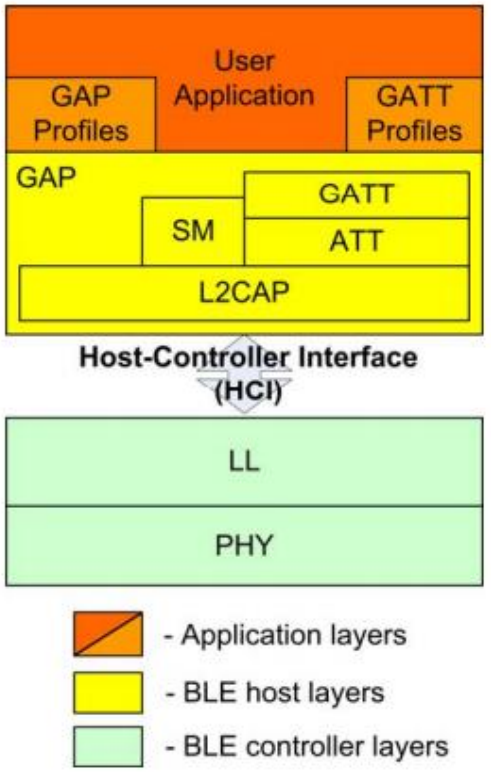 User
Application
GAP
Profiles
GATT
Profiles
GAP
GATT
SM
ATT
L2CAP
Host-Controller Interface
(HCI)
LL
PHY
- Application layers
- BLE host layers
- BLE controller layers